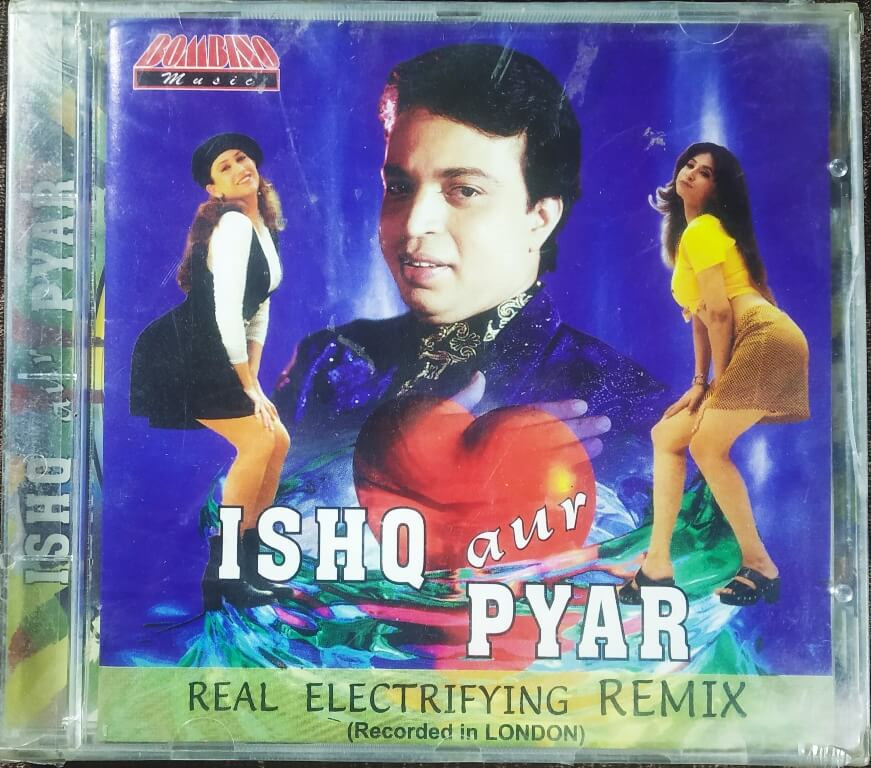 BOMBINO
Music
ISHQ aur PYAR
ISHQ aur
PYAR
REAL ELECTRIFYING REMIX
(Recorded in LONDON)